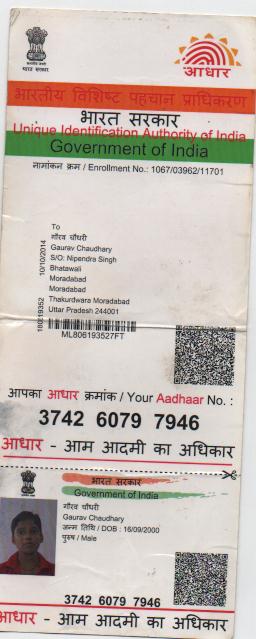 भारत सरकार
आधार
भारतीय विशिष्ट पहचान प्राधिकरण
भारत सरकार
Unique Identification Authority of India
Government of India
नामांकन क्रम / Enrollment No.: 1067/03962/11701
To
गौरव चौधरी
Gaurav Chaudhary
S/O: Nipendra Singh
Bhatawali
Moradabad
Moradabad
Thakurdwara Moradabad
Uttar Pradesh 244001
10/10/2014
ML806193527FT
आपका आधार क्रमांक / Your Aadhaar No. :
3742 6079 7946
आधार - आम आदमी का अधिकार
भारत सरकार
Government of India
गौरव चौधरी
Gaurav Chaudhary
जन्म तिथि / DOB : 16/09/2000
पुरुष / Male
3742 6079 7946
आधार - आम आदमी का अधिकार